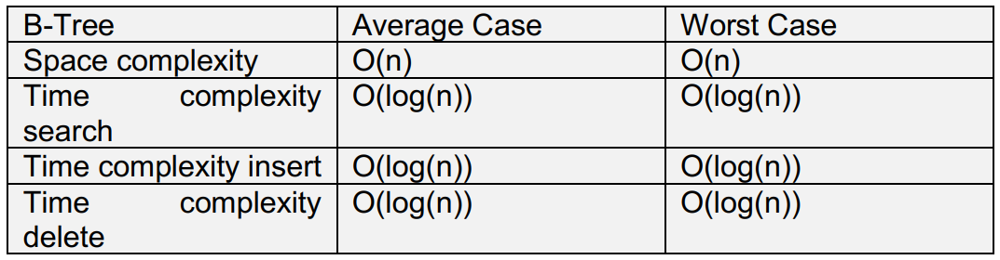 B-Tree Average Case Worst Case
Space complexity O(n) O(n)
Time complexity O(log(n)) O(log(n))
search
Time complexity insert O(log(n)) O(log(n))
Time complexity O(log(n)) O(log(n))
delete